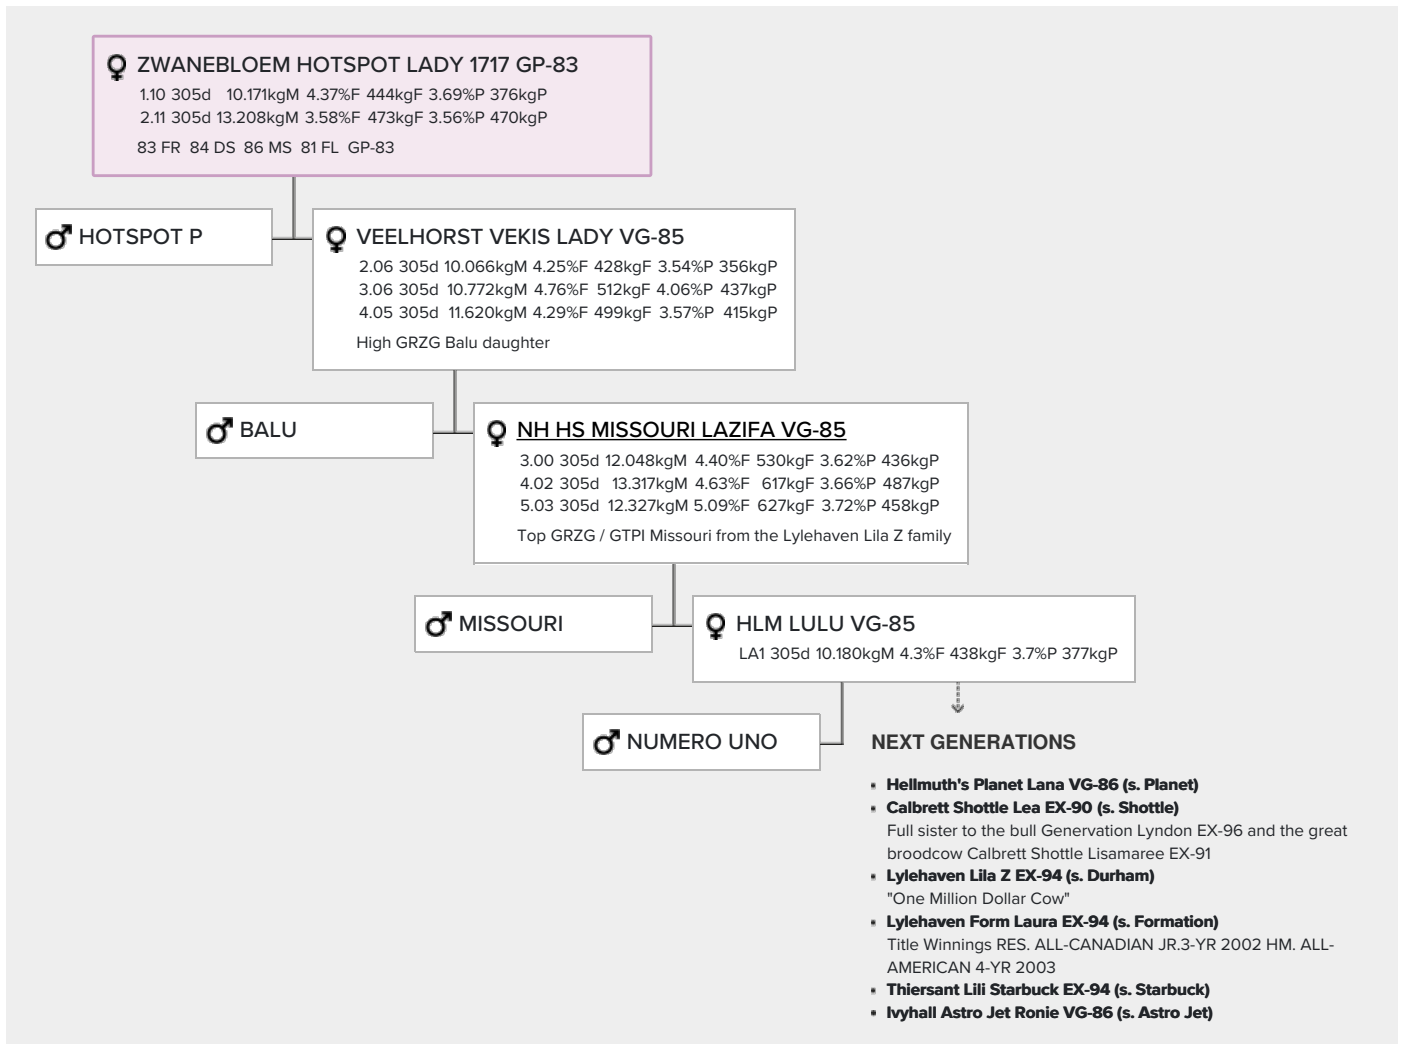 ZWANEBLOEM HOTSPOT LADY 1717 GP-83
1.10 305d 10.171kgM 4.37%F 444kgF 3.69%P 376kgP
2.11 305d 13.208kgM 3.58%F 473kgF 3.56%P 470kgP
83 FR 84 DS 86 MS 81 FL GP-83
HOTSPOT P
VEELHORST VEKIS LADY VG-85
2.06 305d 10.066kgM 4.25%F 428kgF 3.54%P 356kgP
3.06 305d 10.772kgM 4.76%F 512kgF 4.06%P 437kgP
4.05 305d 11.620kgM 4.29%F 499kgF 3.57%P 415kgP
High GRZG Balu daughter
BALU
NH HS MISSOURI LAZIFA VG-85
3.00 305d 12.048kgM 4.40%F 530kgF 3.62%P 436kgP
4.02 305d 13.317kgM 4.63%F 617kgF 3.66%P 487kgP
5.03 305d 12.327kgM 5.09%F 627kgF 3.72%P 458kgP
Top GRZG / GTPI Missouri from the Lylehaven Lila Z family
MISSOURI
HLM LULU VG-85
LA1 305d 10.180kgM 4.3%F 438kgF 3.7%P 377kgP
NUMERO UNO
NEXT GENERATIONS
Hellmuth's Planet Lana VG-86 (s. Planet)
Calbrett Shottle Lea EX-90 (s. Shottle)
Full sister to the bull Genervation Lyndon EX-96 and the great
broodcow Calbrett Shottle Lisamaree EX-91
Lylehaven Lila Z EX-94 (s. Durham)
"One Million Dollar Cow"
Lylehaven Form Laura EX-94 (s. Formation)
Title Winnings RES. ALL-CANADIAN JR.3-YR 2002 HM. ALL-
AMERICAN 4-YR 2003
Thiersant Lili Starbuck EX-94 (s. Starbuck)
Ivyhall Astro Jet Ronie VG-86 (s. Astro Jet)